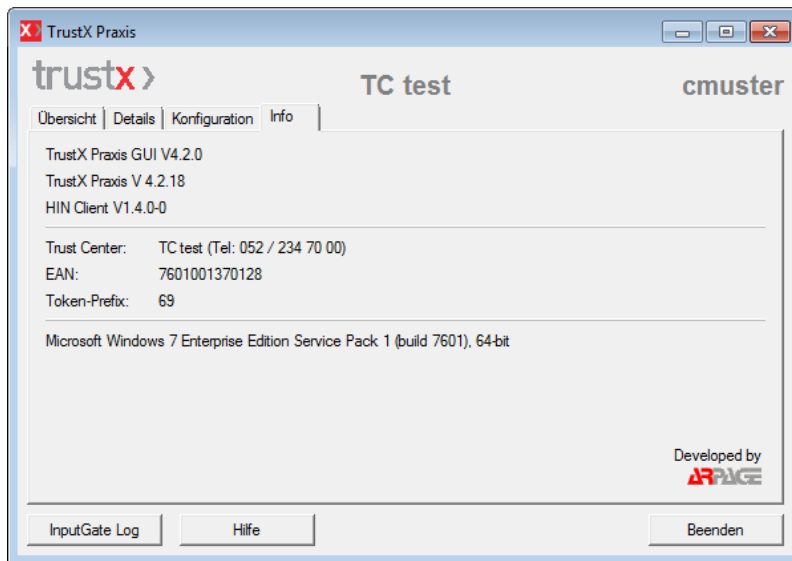 TrustX Praxis
trustx
TC test
cmuster
Übersicht Details Konfiguration Info
TrustX Praxis GUI V4.2.0
TrustX Praxis V 4.2.18
HIN Client V1.4.0-0
Trust Center: TC test (Tel: 052 / 234 70 00)
EAN: 7601001370128
Token-Prefix: 69
Microsoft Windows 7 Enterprise Edition Service Pack 1 (build 7601), 64-bit
Developed by
ARPAGE
InputGate Log Hilfe Beenden